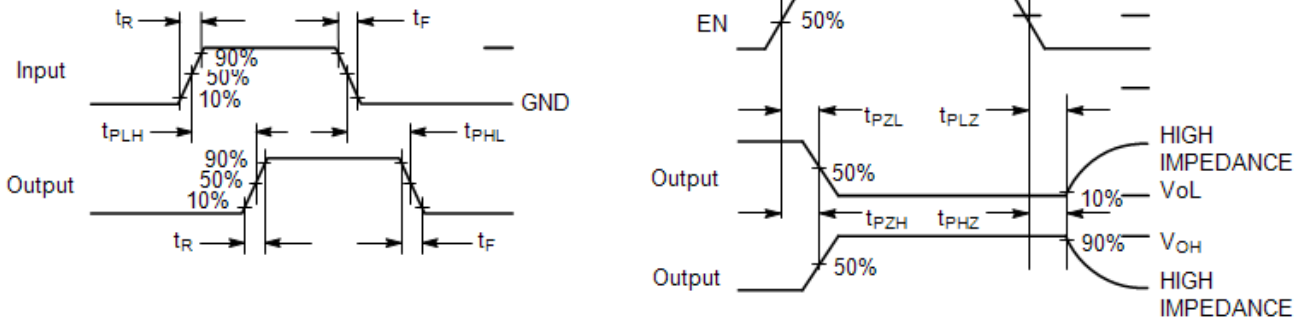 tR
tF
Input
90%
50%
10%
GND
tPLH
tPHL
Output
90%
50%
10%
tR
tF
EN
50%
tPZL
tPLZ
HIGH
IMPEDANCE
Output
50%
10%
VOL
tPZH
tPHZ
90%
VOH
Output
50%
HIGH
IMPEDANCE